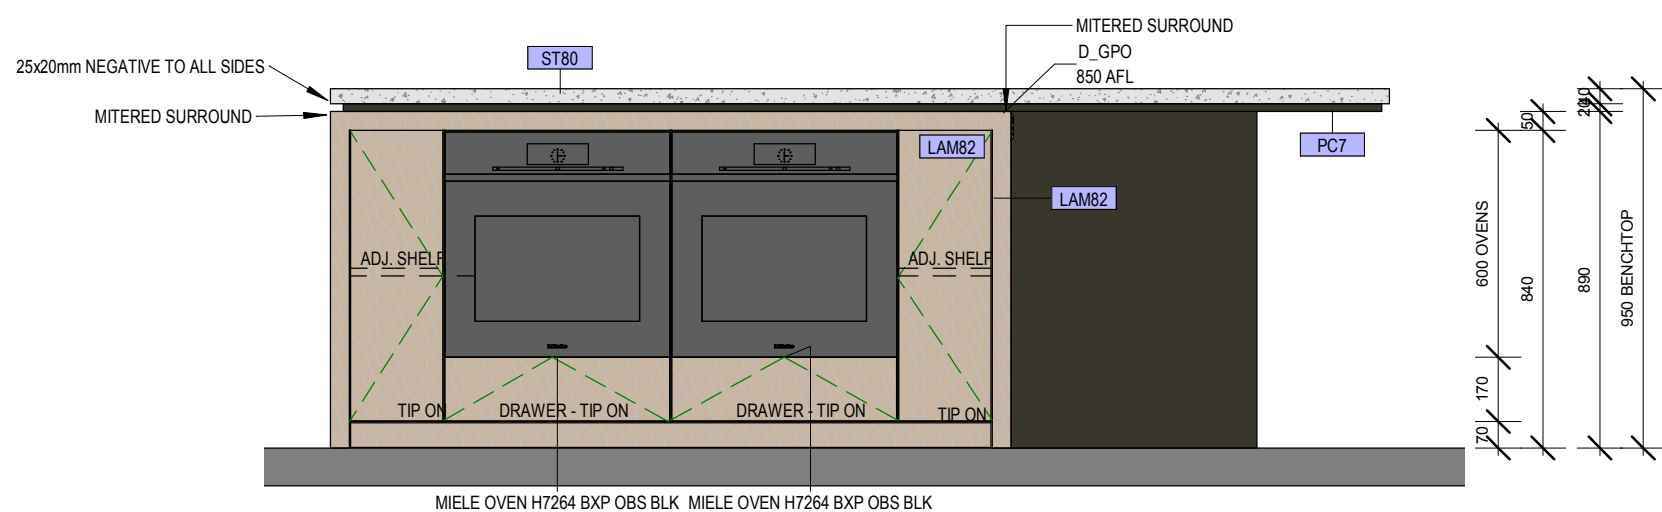 MITERED SURROUND
ST80
D_GPO
25x20mm NEGATIVE TO ALL SIDES
850 AFL
MITERED SURROUND
LAM82
PC7
LAM82
ADJ. SHELF
ADJ. SHELF
TIP ON
DRAWER - TIP ON
DRAWER - TIP ON
TIP ON
MIELE OVEN H7264 BXP OBS BLK
MIELE OVEN H7264 BXP OBS BLK
600 OVENS
170
70
50
840
20
40
890
950 BENCHTOP